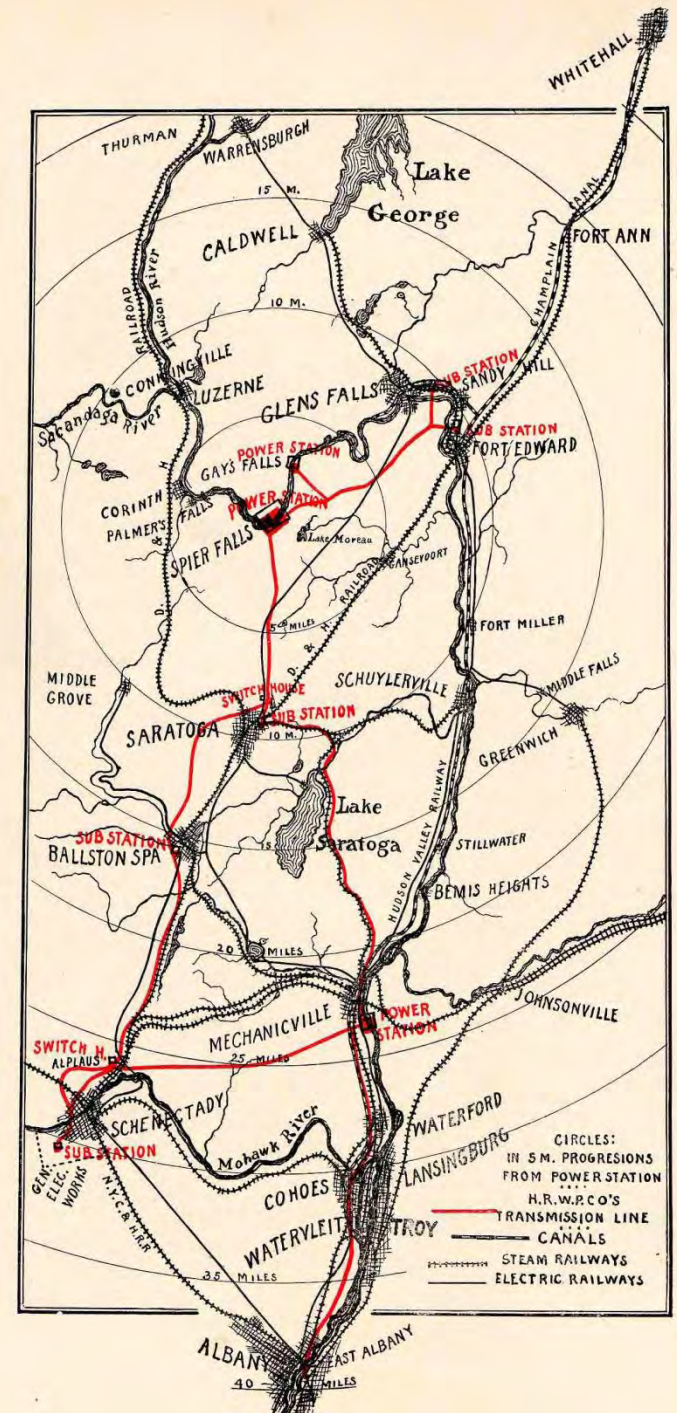 WHITEHALL
THURMAN
WARRENSBURGH
Lake
George
15 M.
CALDWELL
CANAL
CHAMPLAIN
FORT ANN
RAILROAD
Hudson River
10 M.
CONKLINGVILLE
LUZERNE
Sacandaga River
GLENS FALLS
SUB STATION
SANDY HILL
SUB STATION
FORT EDWARD
POWER STATION
GAY'S FALLS
CORINTH
PALMER'S FALLS
D. & H.
POWER STATION
SPIER FALLS
Lake Moreau
GANSEVOORT
D. & H. RAILROAD
5 MILES
FORT MILLER
MIDDLE
GROVE
SWITCH HOUSE
SARATOGA
SUB STATION
10 M.
SCHUYLERVILLE
MIDDLE FALLS
GREENWICH
Lake
Saratoga
SUB STATION
BALLSTON SPA
15
HUDSON VALLEY RAILWAY
STILLWATER
BEMIS HEIGHTS
20 MILES
MECHANICVILLE
POWER
STATION
JOHNSONVILLE
SWITCH H.
ALPLAUS
25 MILES
SCHENECTADY
SUB STATION
GEN.
ELEC.
WORKS
Mohawk River
WATERFORD
LANSINGBURG
COHOES
N.Y.C. & H.R.R
WATERVLEIT
TROY
35 MILES
ALBANY
EAST ALBANY
40 MILES
CIRCLES:
IN 5 M. PROGRESIONS
FROM POWER STATION
H.R.W.P. CO'S
TRANSMISSION LINE
CANALS
STEAM RAILWAYS
ELECTRIC RAILWAYS